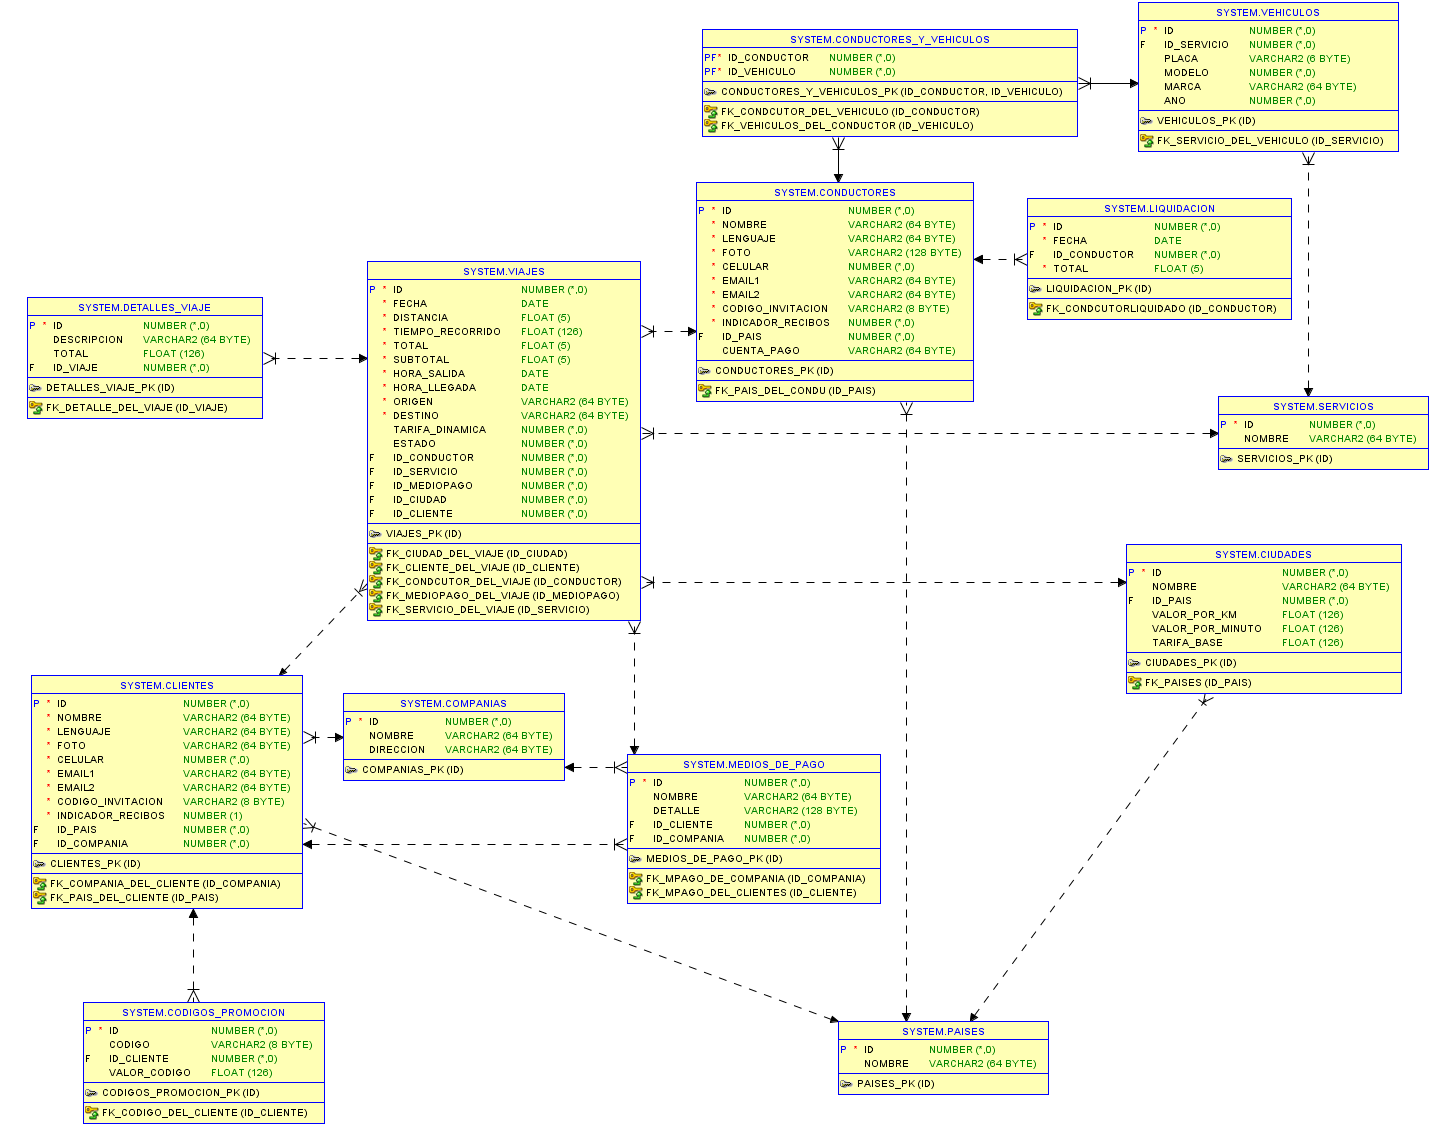 SYSTEM.VEHICULOS
P * ID NUMBER (*,0)
F ID_SERVICIO NUMBER (*,0)
PLACA VARCHAR2 (6 BYTE)
MODELO NUMBER (*,0)
MARCA VARCHAR2 (64 BYTE)
ANO NUMBER (*,0)
VEHICULOS_PK (ID)
FK_SERVICIO_DEL_VEHICULO (ID_SERVICIO)
SYSTEM.CONDUCTORES_Y_VEHICULOS
PF* ID_CONDUCTOR NUMBER (*,0)
PF* ID_VEHICULO NUMBER (*,0)
CONDUCTORES_Y_VEHICULOS_PK (ID_CONDUCTOR, ID_VEHICULO)
FK_CONDCUTOR_DEL_VEHICULO (ID_CONDUCTOR)
FK_VEHICULOS_DEL_CONDUCTOR (ID_VEHICULO)
SYSTEM.CONDUCTORES
P * ID NUMBER (*,0)
* NOMBRE VARCHAR2 (64 BYTE)
* LENGUAJE VARCHAR2 (64 BYTE)
* FOTO VARCHAR2 (128 BYTE)
* CELULAR NUMBER (*,0)
* EMAIL1 VARCHAR2 (64 BYTE)
* EMAIL2 VARCHAR2 (64 BYTE)
* CODIGO_INVITACION VARCHAR2 (8 BYTE)
* INDICADOR_RECIBOS NUMBER (*,0)
F ID_PAIS NUMBER (*,0)
CUENTA_PAGO VARCHAR2 (64 BYTE)
CONDUCTORES_PK (ID)
FK_PAIS_DEL_CONDU (ID_PAIS)
SYSTEM.LIQUIDACION
P * ID NUMBER (*,0)
* FECHA DATE
F ID_CONDUCTOR NUMBER (*,0)
* TOTAL FLOAT (5)
LIQUIDACION_PK (ID)
FK_CONDCUTORLIQUIDADO (ID_CONDUCTOR)
SYSTEM.VIAJES
P * ID NUMBER (*,0)
* FECHA DATE
* DISTANCIA FLOAT (5)
* TIEMPO_RECORRIDO FLOAT (126)
* TOTAL FLOAT (5)
* SUBTOTAL FLOAT (5)
* HORA_SALIDA DATE
* HORA_LLEGADA DATE
* ORIGEN VARCHAR2 (64 BYTE)
* DESTINO VARCHAR2 (64 BYTE)
TARIFA_DINAMICA NUMBER (*,0)
ESTADO NUMBER (*,0)
F ID_CONDUCTOR NUMBER (*,0)
F ID_SERVICIO NUMBER (*,0)
F ID_MEDIOPAGO NUMBER (*,0)
F ID_CIUDAD NUMBER (*,0)
F ID_CLIENTE NUMBER (*,0)
VIAJES_PK (ID)
FK_CIUDAD_DEL_VIAJE (ID_CIUDAD)
FK_CLIENTE_DEL_VIAJE (ID_CLIENTE)
FK_CONDCUTOR_DEL_VIAJE (ID_CONDUCTOR)
FK_MEDIOPAGO_DEL_VIAJE (ID_MEDIOPAGO)
FK_SERVICIO_DEL_VIAJE (ID_SERVICIO)
SYSTEM.DETALLES_VIAJE
P * ID NUMBER (*,0)
DESCRIPCION VARCHAR2 (64 BYTE)
TOTAL FLOAT (126)
F ID_VIAJE NUMBER (*,0)
DETALLES_VIAJE_PK (ID)
FK_DETALLE_DEL_VIAJE (ID_VIAJE)
SYSTEM.SERVICIOS
P * ID NUMBER (*,0)
NOMBRE VARCHAR2 (64 BYTE)
SERVICIOS_PK (ID)
SYSTEM.CIUDADES
P * ID NUMBER (*,0)
NOMBRE VARCHAR2 (64 BYTE)
F ID_PAIS NUMBER (*,0)
VALOR_POR_KM FLOAT (126)
VALOR_POR_MINUTO FLOAT (126)
TARIFA_BASE FLOAT (126)
CIUDADES_PK (ID)
FK_PAISES (ID_PAIS)
SYSTEM.CLIENTES
P * ID NUMBER (*,0)
* NOMBRE VARCHAR2 (64 BYTE)
* LENGUAJE VARCHAR2 (64 BYTE)
* FOTO VARCHAR2 (64 BYTE)
* CELULAR NUMBER (*,0)
* EMAIL1 VARCHAR2 (64 BYTE)
* EMAIL2 VARCHAR2 (64 BYTE)
* CODIGO_INVITACION VARCHAR2 (8 BYTE)
* INDICADOR_RECIBOS NUMBER (1)
F ID_PAIS NUMBER (*,0)
F ID_COMPANIA NUMBER (*,0)
CLIENTES_PK (ID)
FK_COMPANIA_DEL_CLIENTE (ID_COMPANIA)
FK_PAIS_DEL_CLIENTE (ID_PAIS)
SYSTEM.COMPANIAS
P * ID NUMBER (*,0)
NOMBRE VARCHAR2 (64 BYTE)
DIRECCION VARCHAR2 (64 BYTE)
COMPANIAS_PK (ID)
SYSTEM.MEDIOS_DE_PAGO
P * ID NUMBER (*,0)
NOMBRE VARCHAR2 (64 BYTE)
DETALLE VARCHAR2 (128 BYTE)
F ID_CLIENTE NUMBER (*,0)
F ID_COMPANIA NUMBER (*,0)
MEDIOS_DE_PAGO_PK (ID)
FK_MPAGO_DE_COMPANIA (ID_COMPANIA)
FK_MPAGO_DEL_CLIENTES (ID_CLIENTE)
SYSTEM.CODIGOS_PROMOCION
P * ID NUMBER (*,0)
CODIGO VARCHAR2 (8 BYTE)
F ID_CLIENTE NUMBER (*,0)
VALOR_CODIGO FLOAT (126)
CODIGOS_PROMOCION_PK (ID)
FK_CODIGO_DEL_CLIENTE (ID_CLIENTE)
SYSTEM.PAISES
P * ID NUMBER (*,0)
NOMBRE VARCHAR2 (64 BYTE)
PAISES_PK (ID)